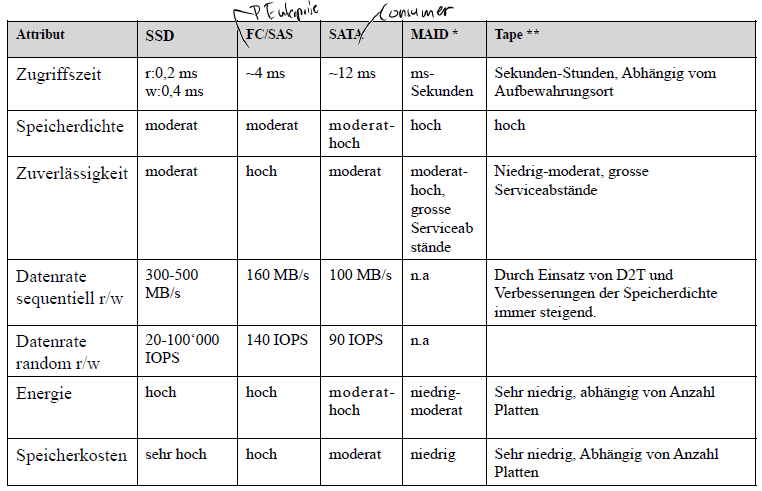 Enterprise
Consumer
Attribut SSD FC/SAS SATA MAID * Tape **
Zugriffszeit r:0,2 ms ~4 ms ~12 ms ms- Sekunden-Stunden, Abhängig vom
w:0,4 ms Sekunden Aufbewahrungsort
Speicherdichte moderat moderat moderat- hoch hoch
hoch
Zuverlässigkeit moderat hoch moderat moderat- Niedrig-moderat, grosse
hoch, Serviceabstände
grosse
Serviceab
stände
Datenrate 300-500 160 MB/s 100 MB/s n.a Durch Einsatz von D2T und
sequentiell r/w MB/s Verbesserungen der Speicherdichte
immer steigend.
Datenrate 20-100‘000 140 IOPS 90 IOPS n.a
random r/w IOPS
Energie hoch hoch moderat- niedrig- Sehr niedrig, abhängig von Anzahl
hoch moderat Platten
Speicherkosten sehr hoch hoch moderat niedrig Sehr niedrig, Abhängig von Anzahl
Platten